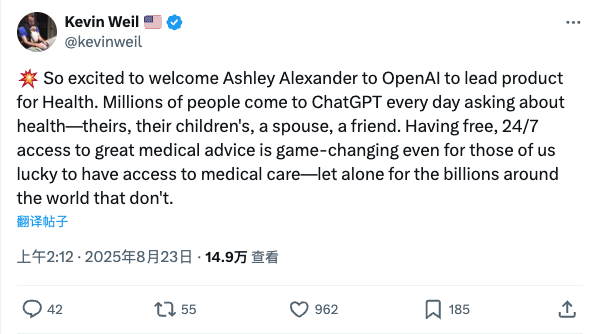 Kevin Weil 🇺🇸
@kevinweil
💥 So excited to welcome Ashley Alexander to OpenAI to lead product
for Health. Millions of people come to ChatGPT every day asking about
health—theirs, their children's, a spouse, a friend. Having free, 24/7
access to great medical advice is game-changing even for those of us
lucky to have access to medical care—let alone for the billions around
the world that don't.
翻译帖子
上午2:12 · 2025年8月23日 · 14.9万 查看
42 55 962 185